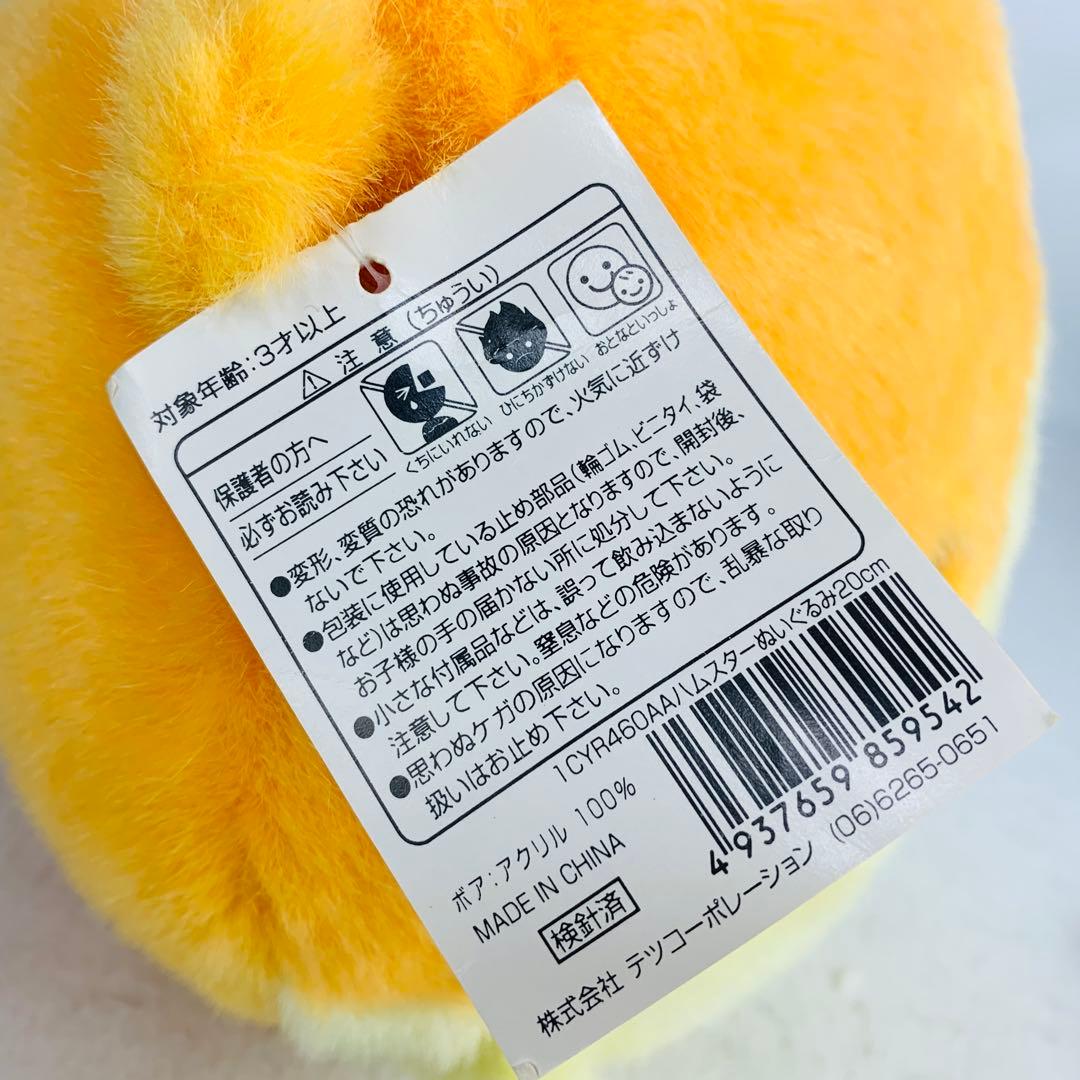 対象年齢:3才以上
⚠注意(ちゅうい)
保護者の方へ
必ずお読み下さい
くちにいれない
ひにちかずけない
おとなといっしょ
●変形、変質の恐れがありますので、火気に近ずけ
ないで下さい。
●包装に使用している止め部品(輪ゴム、ビニタイ、袋
など)は思わぬ事故の原因となりますので、開封後、
お子様の手の届かない所に処分して下さい。
●小さな付属品などは、誤って飲み込まないように
注意して下さい。窒息などの危険があります。
●思わぬケガの原因になりますので、乱暴な取り
扱いはお止め下さい。
1CYR460AA/ハムスターぬいぐるみ20cm
4937659 859542
ボア:アクリル 100%
MADE IN CHINA
検針済
株式会社 テツコーポレーション (06)6265-0651